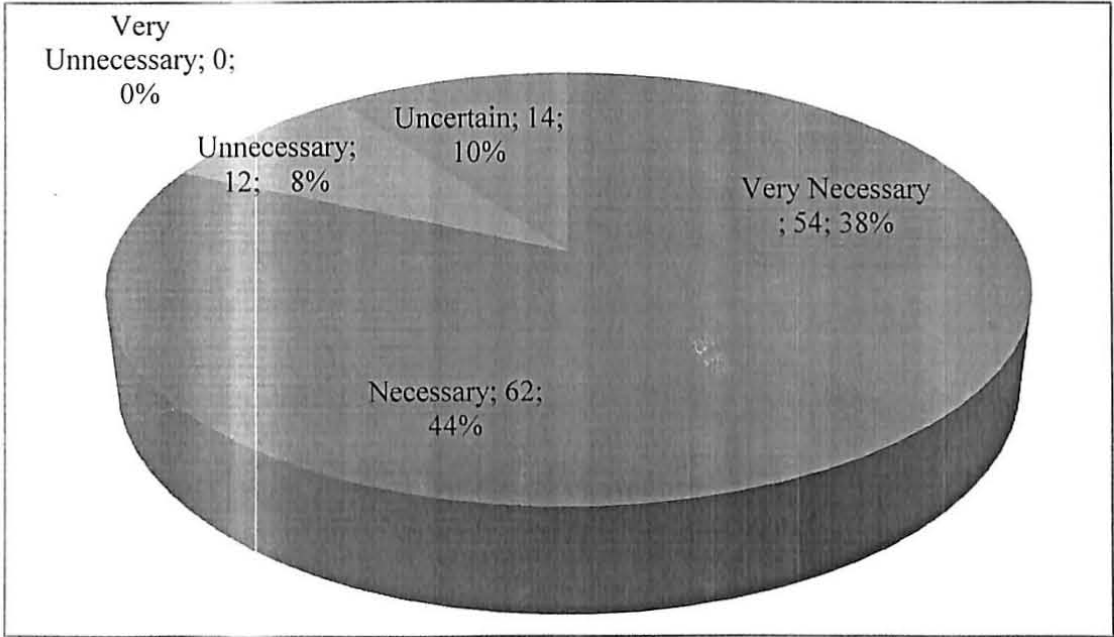 Very
Unnecessary; 0;
0%
Uncertain; 14;
10%
Unnecessary;
12; 8%
Very Necessary
; 54; 38%
Necessary; 62;
44%